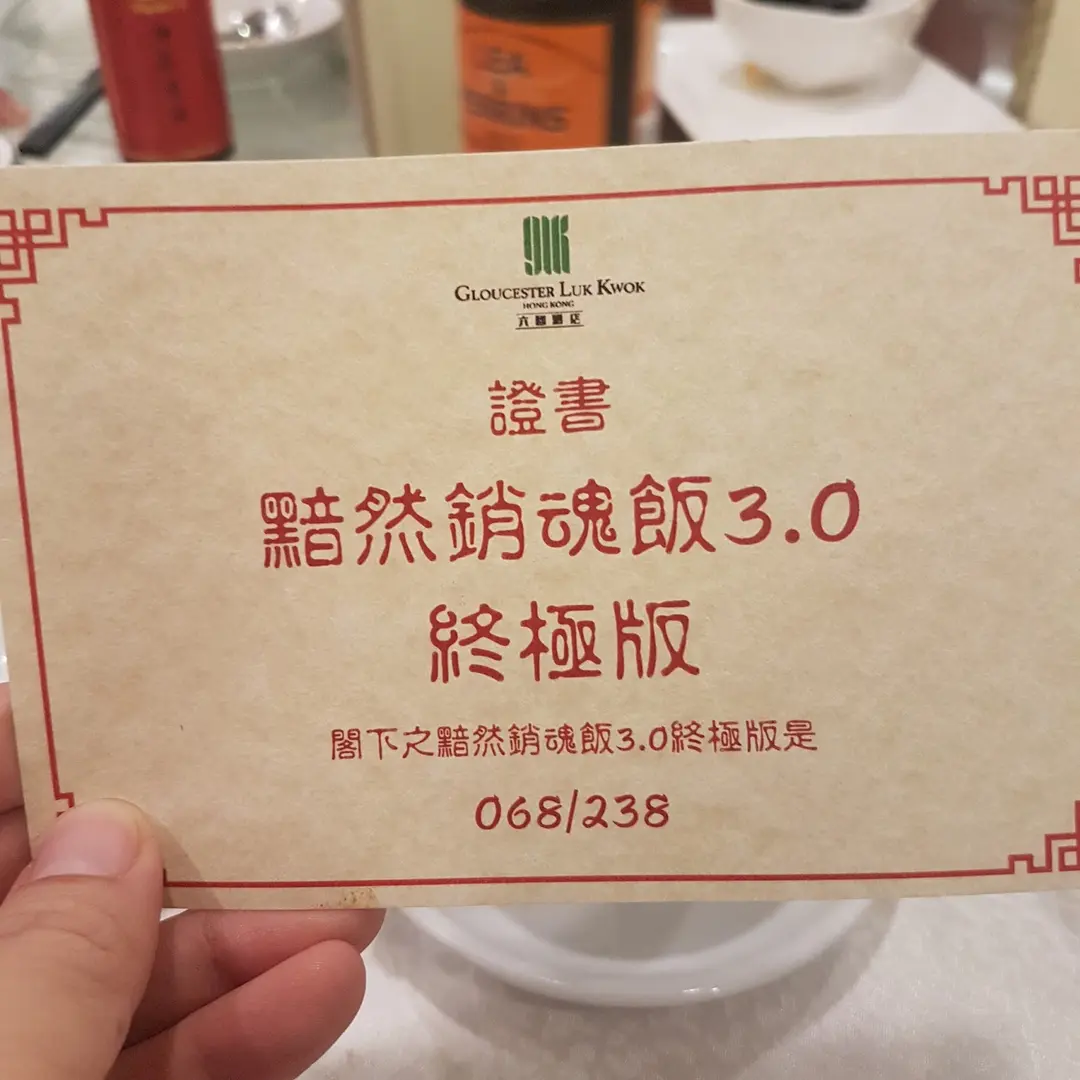 GLOUCESTER LUK KWOK
HONG KONG
六國酒店
證書
黯然銷魂飯3.0
終極版
閣下之黯然銷魂飯3.0終極版是
068/238